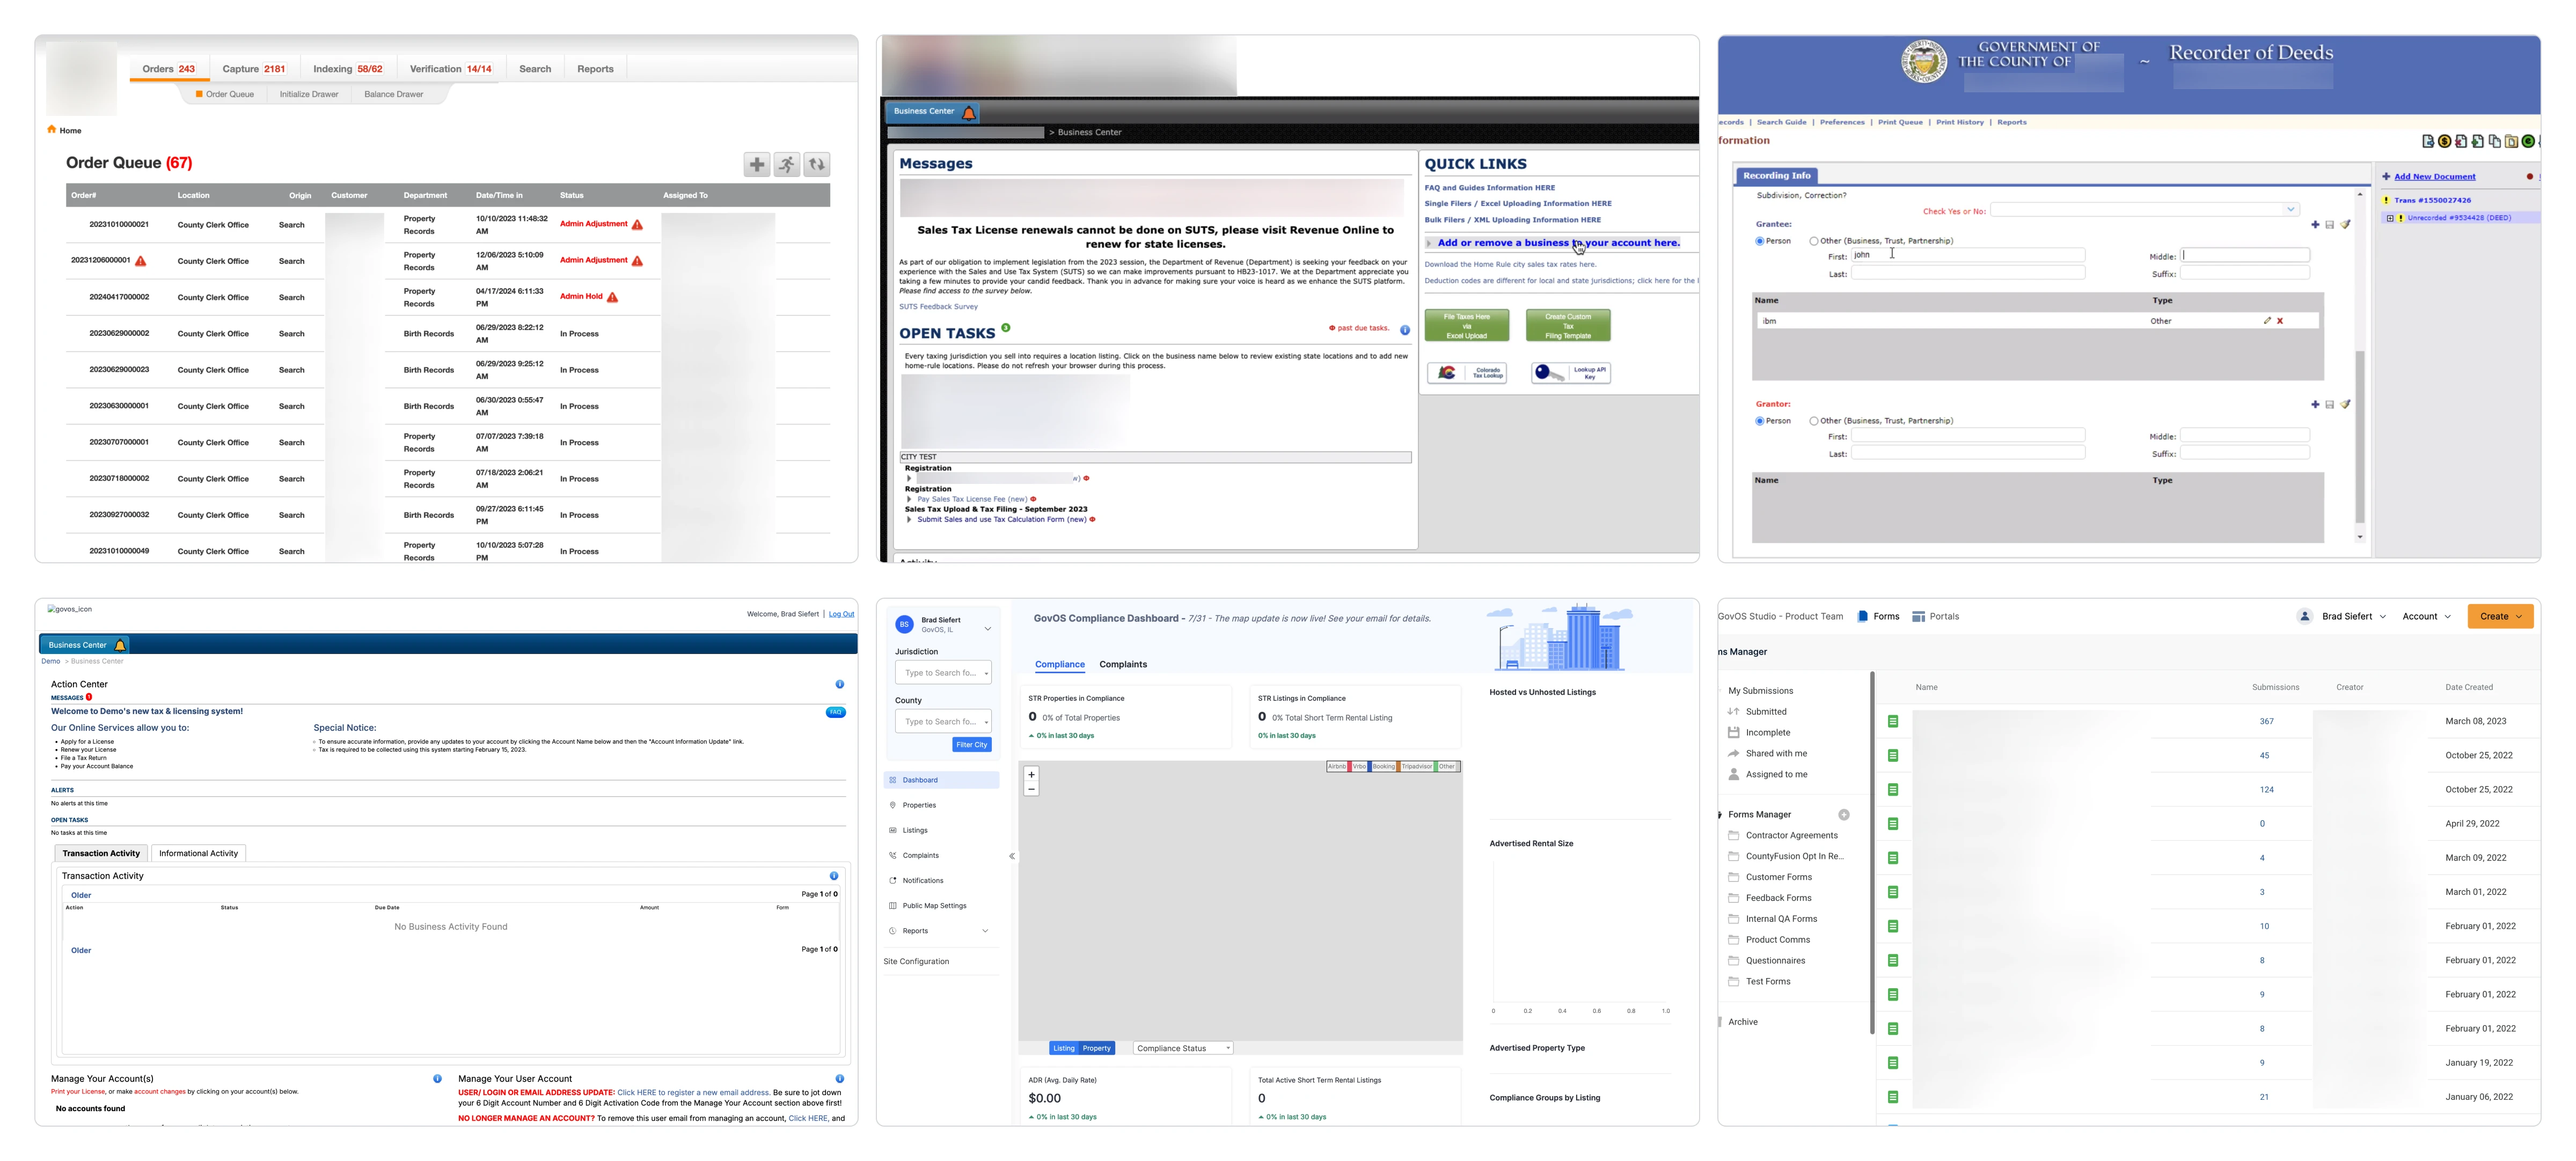 Orders 243 Capture 2181 Indexing 58/62 Verification 14/14 Search Reports
Order Queue Initialize Drawer Balance Drawer
Home
Order Queue (67)
Order# Location Origin Customer Department Date/Time in Status Assigned To
20231010000021 County Clerk Office Search Property Records 10/10/2023 11:48:32 AM Admin Adjustment
20231206000001 County Clerk Office Search Property Records 12/06/2023 5:10:09 AM Admin Adjustment
20240417000002 County Clerk Office Search Property Records 04/17/2024 6:11:33 PM Admin Hold
20230629000002 County Clerk Office Search Birth Records 06/29/2023 8:22:12 AM In Process
20230629000023 County Clerk Office Search Birth Records 06/29/2023 9:25:12 AM In Process
20230630000001 County Clerk Office Search Birth Records 06/30/2023 0:55:47 AM In Process
20230707000001 County Clerk Office Search Property Records 07/07/2023 7:39:18 AM In Process
20230718000002 County Clerk Office Search Property Records 07/18/2023 2:06:21 AM In Process
20230927000032 County Clerk Office Search Birth Records 09/27/2023 6:11:45 PM In Process
20231010000049 County Clerk Office Search Property Records 10/10/2023 5:07:28 PM In Process
Business Center
> Business Center
Messages
Sales Tax License renewals cannot be done on SUTS, please visit Revenue Online to
renew for state licenses.
As part of our obligation to implement legislation from the 2023 session, the Department of Revenue (Department) is seeking your feedback on your
experience with the Sales and Use Tax System (SUTS) so we can make improvements pursuant to HB23-1017. We at the Department appreciate you
taking a few minutes to provide your candid feedback. Thank you in advance for making sure your voice is heard as we enhance the SUTS platform.
Please find access to the survey below.
SUTS Feedback Survey
OPEN TASKS 3
past due tasks.
Every taxing jurisdiction you sell into requires a location listing. Click on the business name below to review existing state locations and to add new
home-rule locations. Please do not refresh your browser during this process.
CITY TEST
Registration
Registration
Pay Sales Tax License Fee (new)
Sales Tax Upload & Tax Filing - September 2023
Submit Sales and use Tax Calculation Form (new)
QUICK LINKS
FAQ and Guides Information HERE
Single Filers / Excel Uploading Information HERE
Bulk Filers / XML Uploading Information HERE
Add or remove a business to your account here.
Download the Home Rule city sales tax rates here.
Deduction codes are different for local and state jurisdictions; click here for the
File Taxes Here
via
Excel Upload
Create Custom
Tax
Filing Template
Colorado
Tax Lookup
Lookup API
Key
GOVERNMENT OF
THE COUNTY OF
~ Recorder of Deeds
ecords | Search Guide | Preferences | Print Queue | Print History | Reports
formation
Recording Info
Subdivision, Correction?
Check Yes or No:
Grantee:
Person Other (Business, Trust, Partnership)
First: john Middle:
Last: Suffix:
Name Type
ibm Other
Grantor:
Person Other (Business, Trust, Partnership)
First: Middle:
Last: Suffix:
Name Type
Add New Document
Trans #1550027426
Unrecorded #9534428 (DEED)
govos_icon
Welcome, Brad Siefert | Log Out
Business Center
Demo > Business Center
Action Center
MESSAGES 1
Welcome to Demo's new tax & licensing system! FAQ
Our Online Services allow you to:
Apply for a License
Renew your License
File a Tax Return
Pay your Account Balance
Special Notice:
To ensure accurate information, provide any updates to your account by clicking the Account Name below and then the "Account Information Update" link.
Tax is required to be collected using this system starting February 15, 2023.
ALERTS
No alerts at this time
OPEN TASKS
No tasks at this time
Transaction Activity Informational Activity
Transaction Activity
Older Page 1 of 0
Action Status Due Date Amount Form
No Business Activity Found
Older Page 1 of 0
Manage Your Account(s)
Print your License, or make account changes by clicking on your account(s) below.
No accounts found
Manage Your User Account
USER/ LOGIN OR EMAIL ADDRESS UPDATE: Click HERE to register a new email address. Be sure to jot down
your 6 Digit Account Number and 6 Digit Activation Code from the Manage Your Account section above first!
NO LONGER MANAGE AN ACCOUNT? To remove this user email from managing an account, Click HERE, and
BS Brad Siefert
GovOS, IL
Jurisdiction
Type to Search fo...
County
Type to Search fo...
Filter City
Dashboard
Properties
Listings
Complaints
Notifications
Public Map Settings
Reports
Site Configuration
GovOS Compliance Dashboard - 7/31 - The map update is now live! See your email for details.
Compliance Complaints
STR Properties in Compliance
0 0% of Total Properties
0% in last 30 days
STR Listings in Compliance
0 0% Total Short Term Rental Listing
0% in last 30 days
Airbnb Vrbo Booking Tripadvisor Other
+
−
Listing Property Compliance Status
ADR (Avg. Daily Rate)
$0.00
0% in last 30 days
Total Active Short Term Rental Listings
0
0% in last 30 days
Hosted vs Unhosted Listings
Advertised Rental Size
0 0.2 0.4 0.6 0.8 1.0
Advertised Property Type
Compliance Groups by Listing
GovOS Studio - Product Team Forms Portals Brad Siefert Account Create
ms Manager
My Submissions
Submitted
Incomplete
Shared with me
Assigned to me
Forms Manager
Contractor Agreements
CountyFusion Opt In Re...
Customer Forms
Feedback Forms
Internal QA Forms
Product Comms
Questionnaires
Test Forms
Archive
Name Submissions Creator Date Created
367 March 08, 2023
45 October 25, 2022
124 October 25, 2022
0 April 29, 2022
4 March 09, 2022
3 March 01, 2022
10 February 01, 2022
8 February 01, 2022
9 February 01, 2022
8 February 01, 2022
9 January 19, 2022
21 January 06, 2022